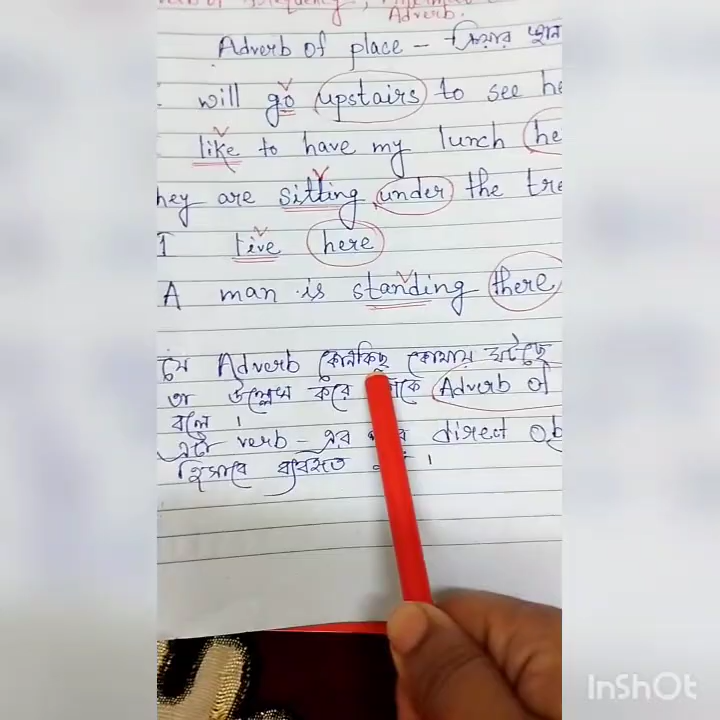 Adverb.
Adverb of place – ক্রিয়ার স্থান
will go upstairs to see he
like to have my lunch he
hey are sitting under the tre
I live here
A man is standing there
যে Adverb কোনকিছু কোথায় ঘটেছে
তা উল্লেখ করে Adverb of
বলে ।
এটা verb – এর direct ob
হিসাবে ব্যবহৃত ।
InShOt